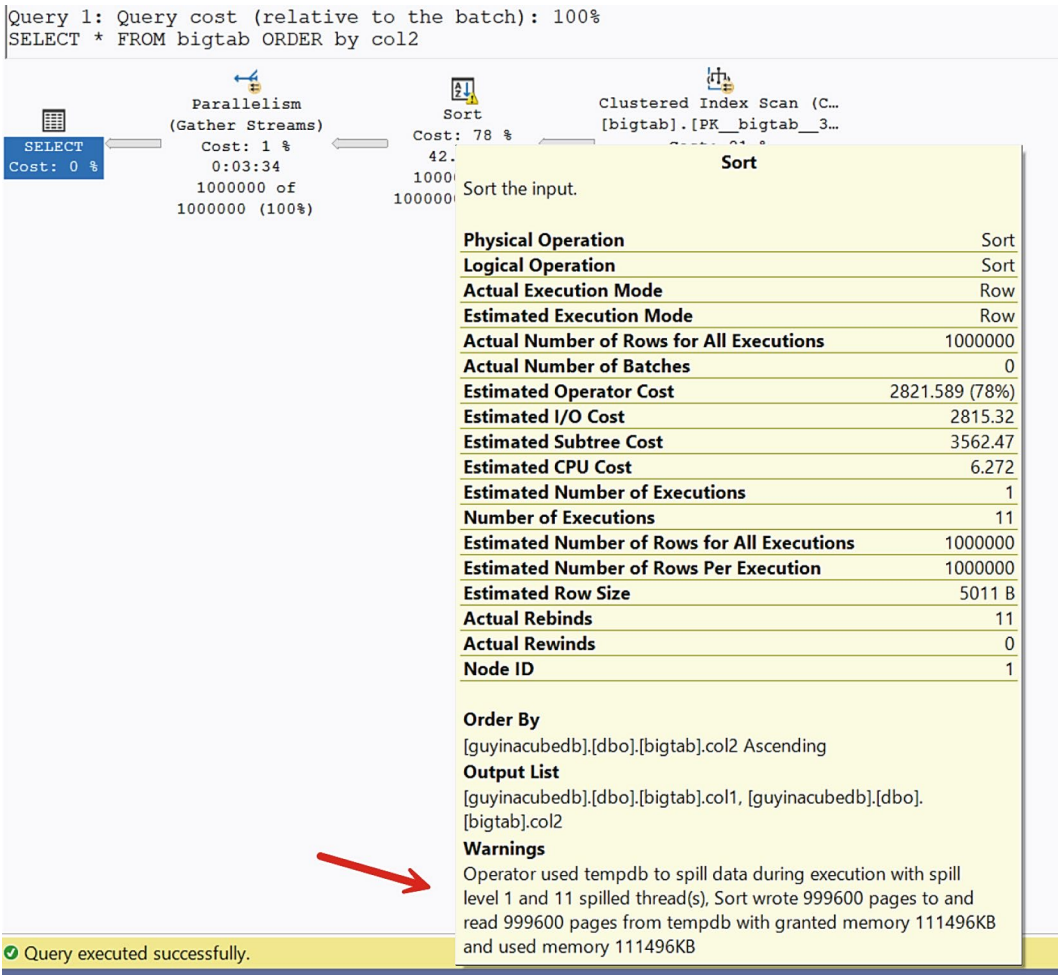 Query 1: Query cost (relative to the batch): 100%
SELECT * FROM bigtab ORDER by col2
SELECT
Cost: 0 %
Parallelism
(Gather Streams)
Cost: 1 %
0:03:34
1000000 of
1000000 (100%)
Sort
Cost: 78 %
42.
1000
100000
Clustered Index Scan (C…
[bigtab].[PK__bigtab__3…
Sort
Sort the input.
Physical Operation Sort
Logical Operation Sort
Actual Execution Mode Row
Estimated Execution Mode Row
Actual Number of Rows for All Executions 1000000
Actual Number of Batches 0
Estimated Operator Cost 2821.589 (78%)
Estimated I/O Cost 2815.32
Estimated Subtree Cost 3562.47
Estimated CPU Cost 6.272
Estimated Number of Executions 1
Number of Executions 11
Estimated Number of Rows for All Executions 1000000
Estimated Number of Rows Per Execution 1000000
Estimated Row Size 5011 B
Actual Rebinds 11
Actual Rewinds 0
Node ID 1
Order By
[guyinacubedb].[dbo].[bigtab].col2 Ascending
Output List
[guyinacubedb].[dbo].[bigtab].col1, [guyinacubedb].[dbo].
[bigtab].col2
Warnings
Operator used tempdb to spill data during execution with spill
level 1 and 11 spilled thread(s), Sort wrote 999600 pages to and
read 999600 pages from tempdb with granted memory 111496KB
and used memory 111496KB
Query executed successfully.